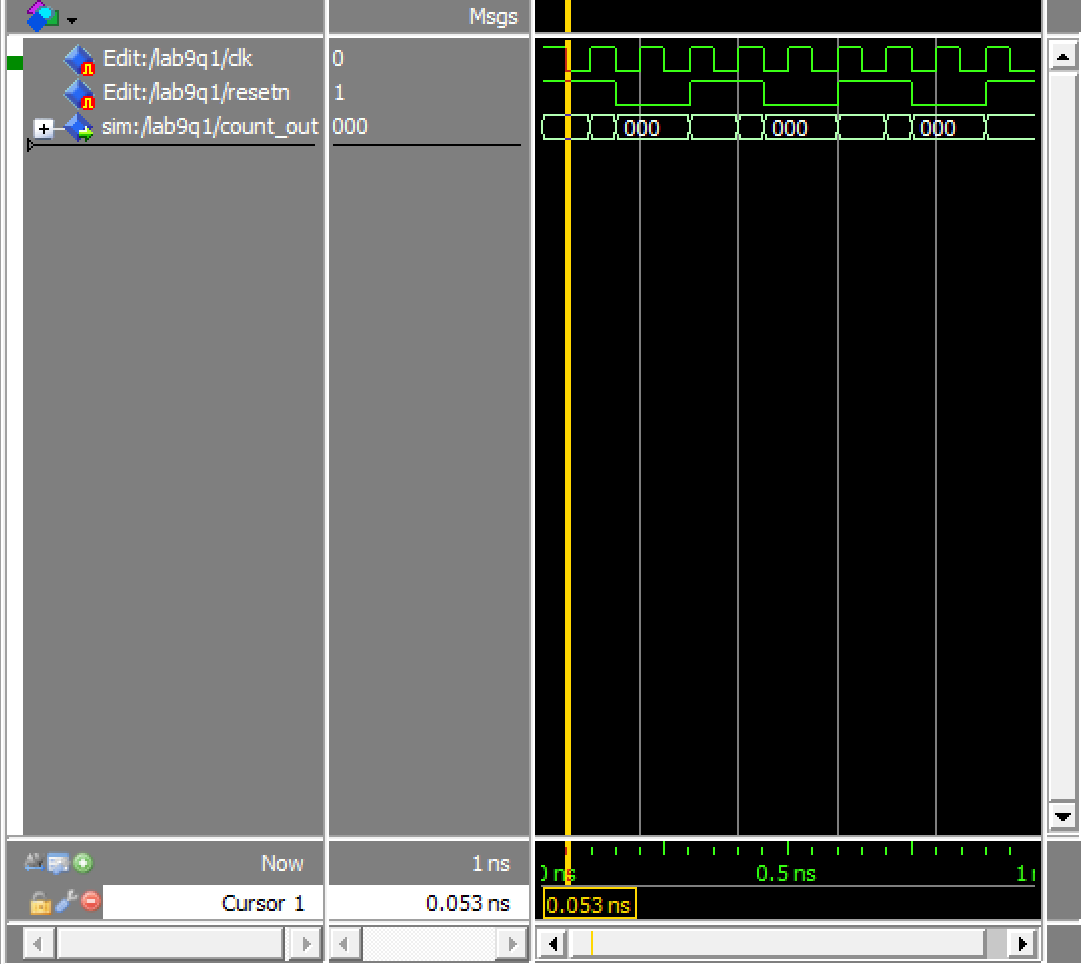 Msgs
Edit:/lab9q1/clk 0
Edit:/lab9q1/resetn 1
sim:/lab9q1/count_out 000 000 000 000
Now 1 ns 0.5 ns
Cursor 1 0.053 ns 0.053 ns